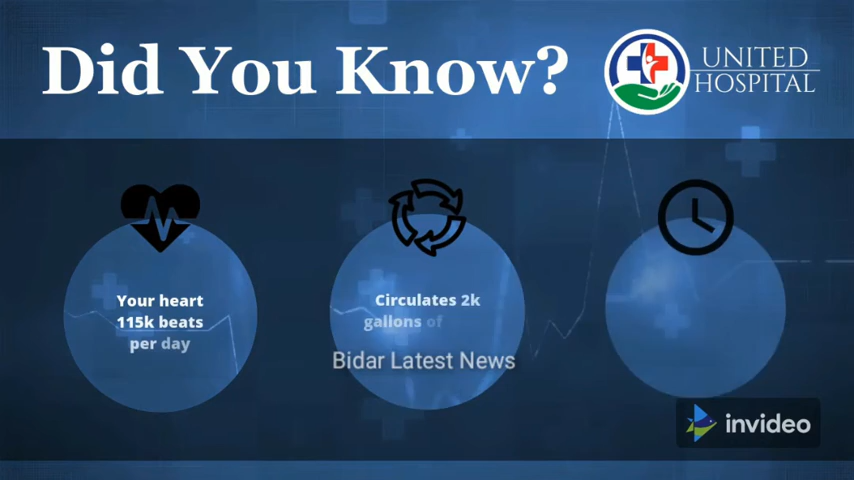 Did You Know?
UNITED
HOSPITAL
Your heart
115k beats
per day
Circulates 2k
gallons of
Bidar Latest News
invideo